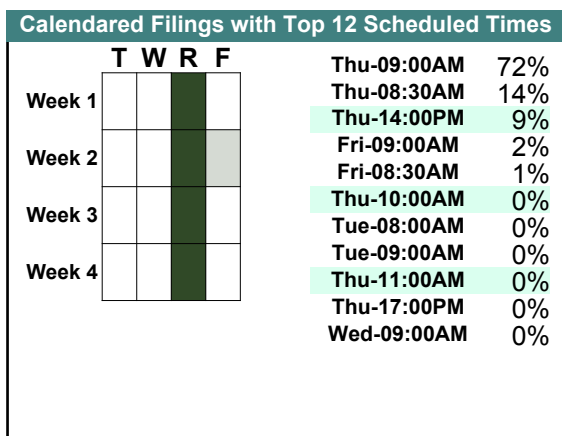 Calendared Filings with Top 12 Scheduled Times
T W R F
Week 1
Week 2
Week 3
Week 4
Thu-09:00AM 72%
Thu-08:30AM 14%
Thu-14:00PM 9%
Fri-09:00AM 2%
Fri-08:30AM 1%
Thu-10:00AM 0%
Tue-08:00AM 0%
Tue-09:00AM 0%
Thu-11:00AM 0%
Thu-17:00PM 0%
Wed-09:00AM 0%